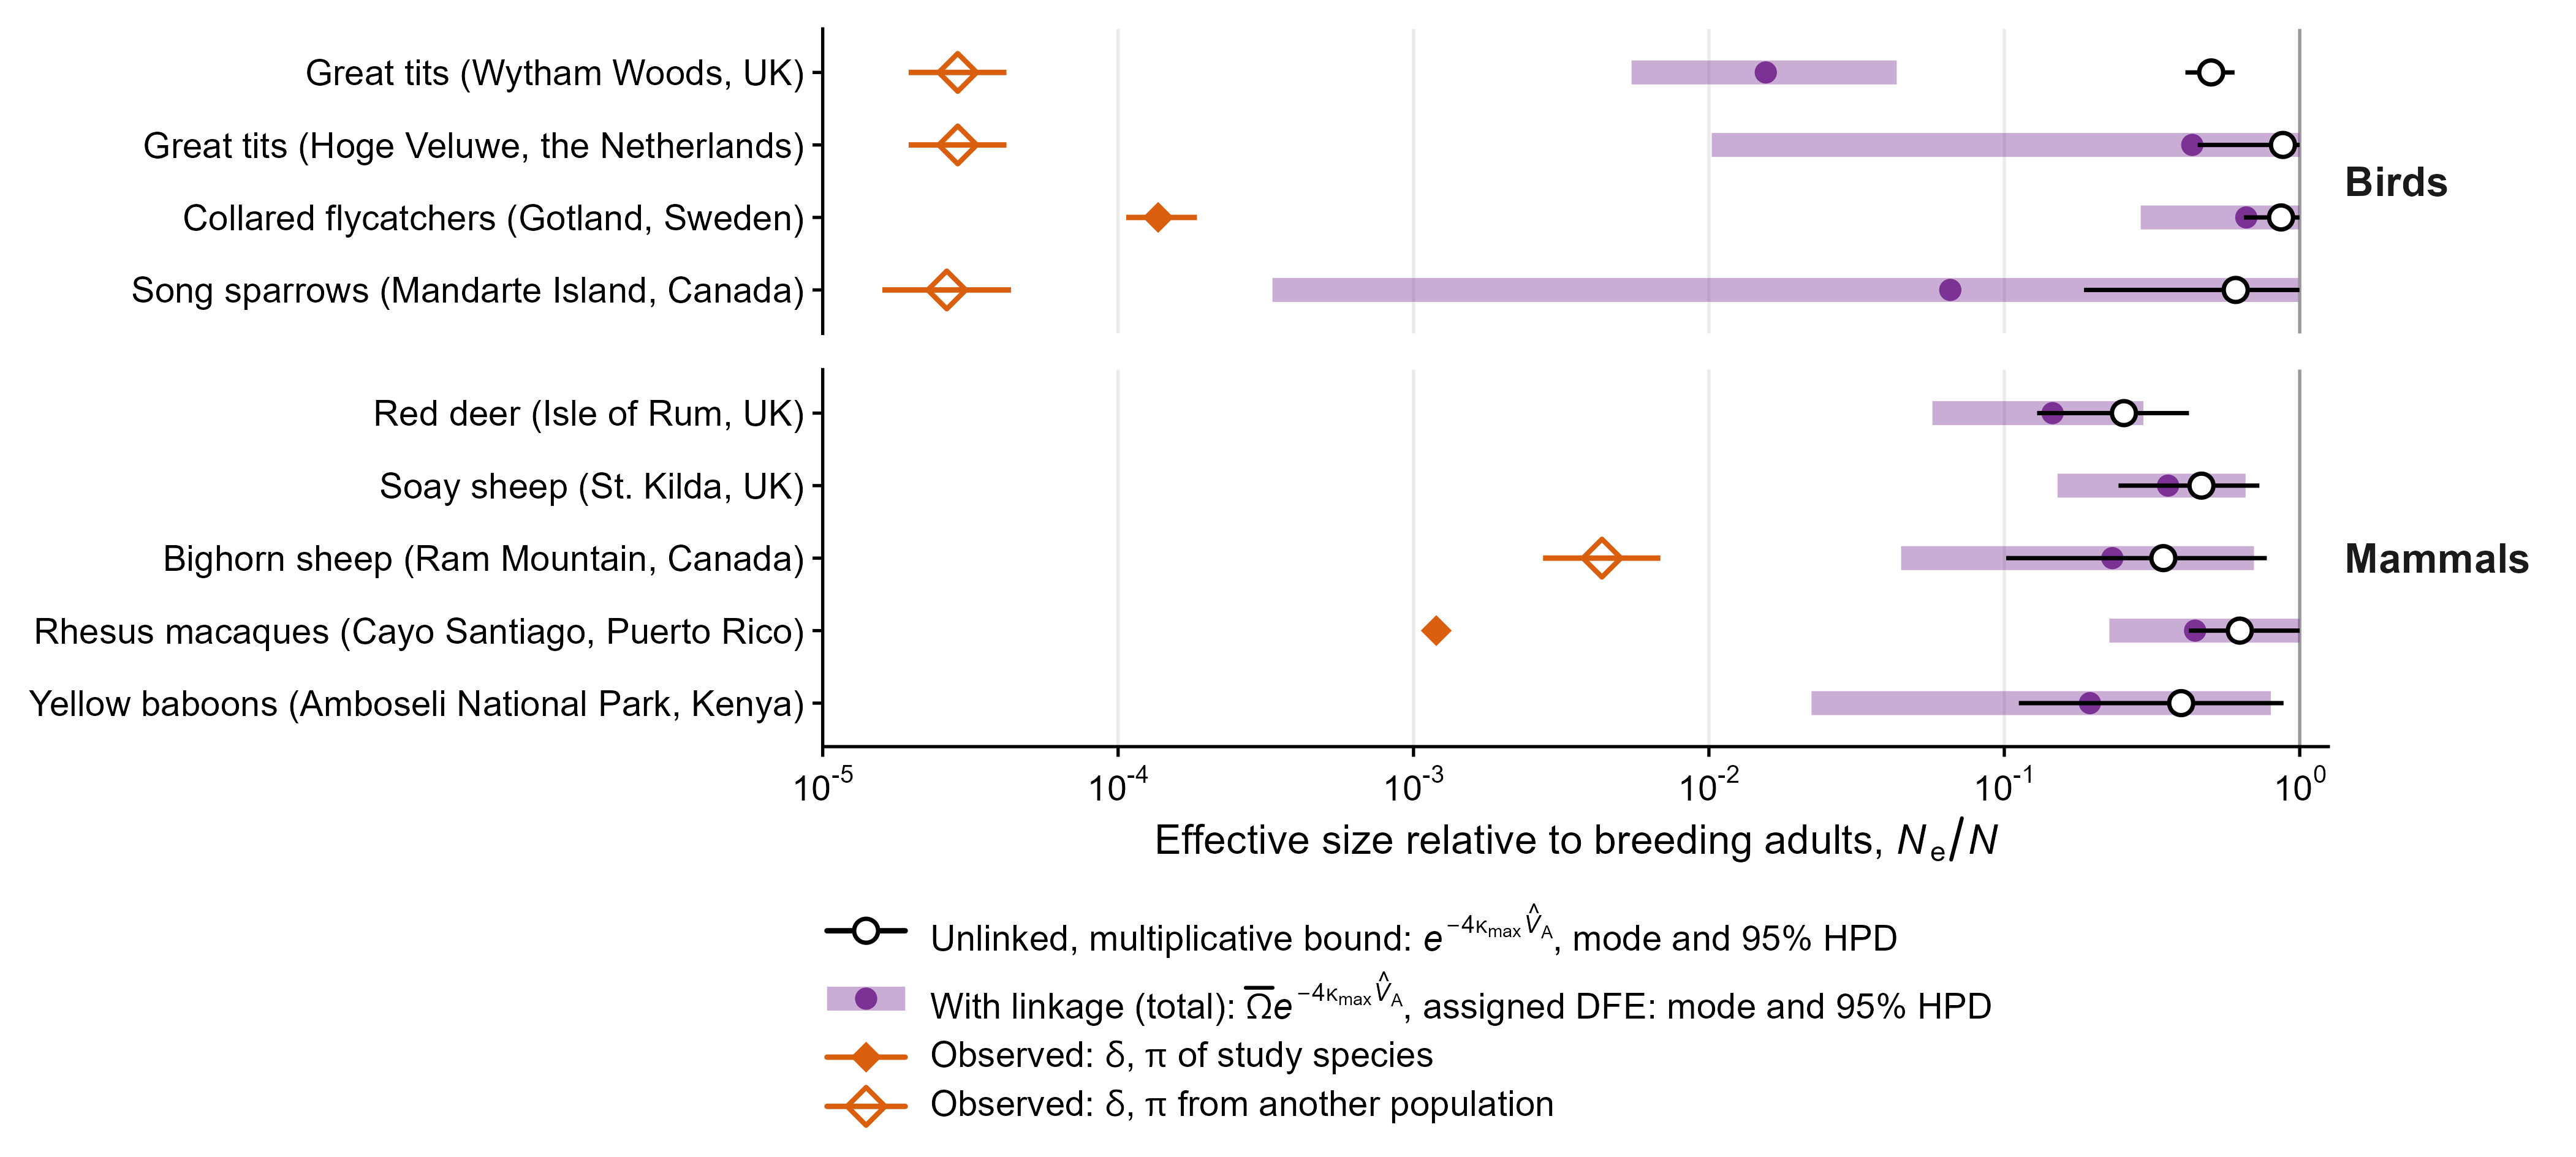 Great tits (Wytham Woods, UK)
Great tits (Hoge Veluwe, the Netherlands)
Collared flycatchers (Gotland, Sweden)
Song sparrows (Mandarte Island, Canada)
Birds
Red deer (Isle of Rum, UK)
Soay sheep (St. Kilda, UK)
Bighorn sheep (Ram Mountain, Canada)
Rhesus macaques (Cayo Santiago, Puerto Rico)
Yellow baboons (Amboseli National Park, Kenya)
Mammals
10⁻⁵ 10⁻⁴ 10⁻³ 10⁻² 10⁻¹ 10⁰
Effective size relative to breeding adults, Nₑ/N
Unlinked, multiplicative bound: e^{−4κ_max V̂_A}, mode and 95% HPD
With linkage (total): Ω̅e^{−4κ_max V̂_A}, assigned DFE: mode and 95% HPD
Observed: δ, π of study species
Observed: δ, π from another population